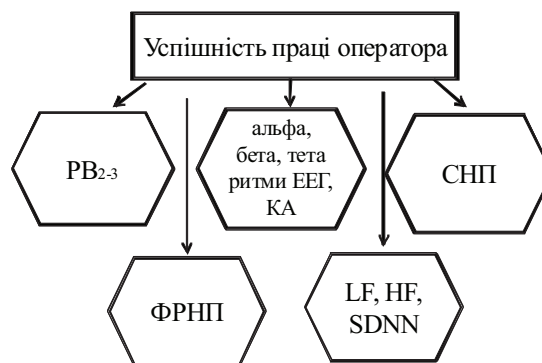 Успішність праці оператора
РВ2-3
альфа,
бета, тета
ритми ЕЕГ,
КА
СНП
ФРНП
LF, HF,
SDNN